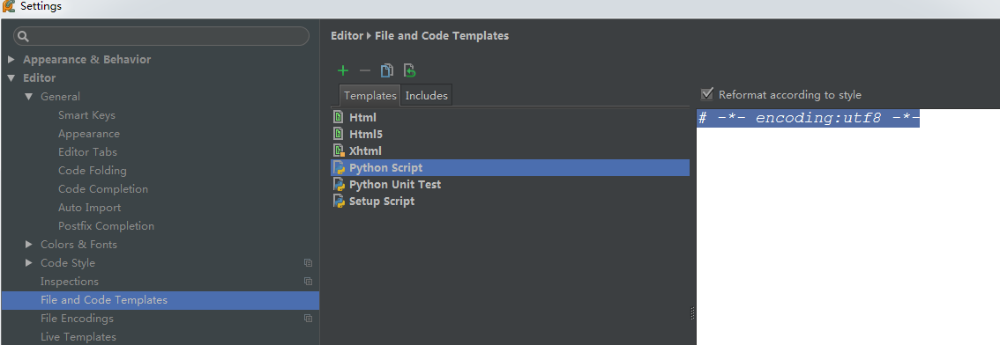 Settings
Appearance & Behavior
Editor
General
Smart Keys
Appearance
Editor Tabs
Code Folding
Code Completion
Auto Import
Postfix Completion
Colors & Fonts
Code Style
Inspections
File and Code Templates
File Encodings
Live Templates
Editor File and Code Templates
Templates Includes
Html
Html5
Xhtml
Python Script
Python Unit Test
Setup Script
Reformat according to style
# -*- encoding:utf8 -*-